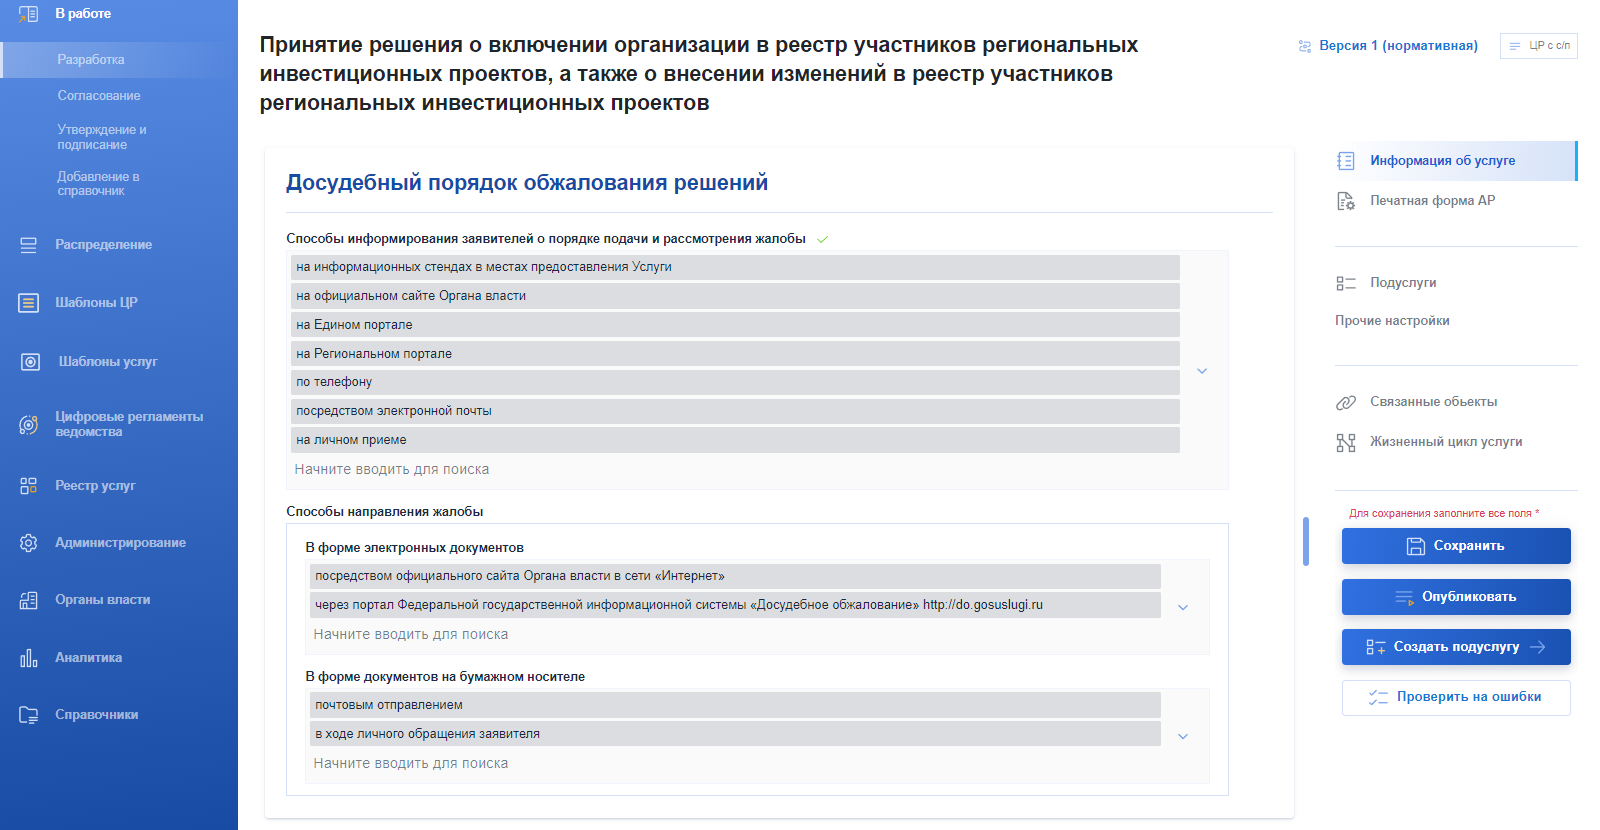 В работе
Разработка
Согласование
Утверждение и
подписание
Добавление в
справочник
Распределение
Шаблоны ЦР
Шаблоны услуг
Цифровые регламенты
ведомства
Реестр услуг
Администрирование
Органы власти
Аналитика
Справочники
Принятие решения о включении организации в реестр участников региональных
инвестиционных проектов, а также о внесении изменений в реестр участников
региональных инвестиционных проектов
Версия 1 (нормативная)
ЦР с с/п
Досудебный порядок обжалования решений
Способы информирования заявителей о порядке подачи и рассмотрения жалобы
на информационных стендах в местах предоставления Услуги
на официальном сайте Органа власти
на Едином портале
на Региональном портале
по телефону
посредством электронной почты
на личном приеме
Начните вводить для поиска
Способы направления жалобы
В форме электронных документов
посредством официального сайта Органа власти в сети «Интернет»
через портал Федеральной государственной информационной системы «Досудебное обжалование» http://do.gosuslugi.ru
Начните вводить для поиска
В форме документов на бумажном носителе
почтовым отправлением
в ходе личного обращения заявителя
Начните вводить для поиска
Информация об услуге
Печатная форма АР
Подуслуги
Прочие настройки
Связанные обьекты
Жизненный цикл услуги
Для сохранения заполните все поля *
Сохранить
Опубликовать
Создать подуслугу
Проверить на ошибки